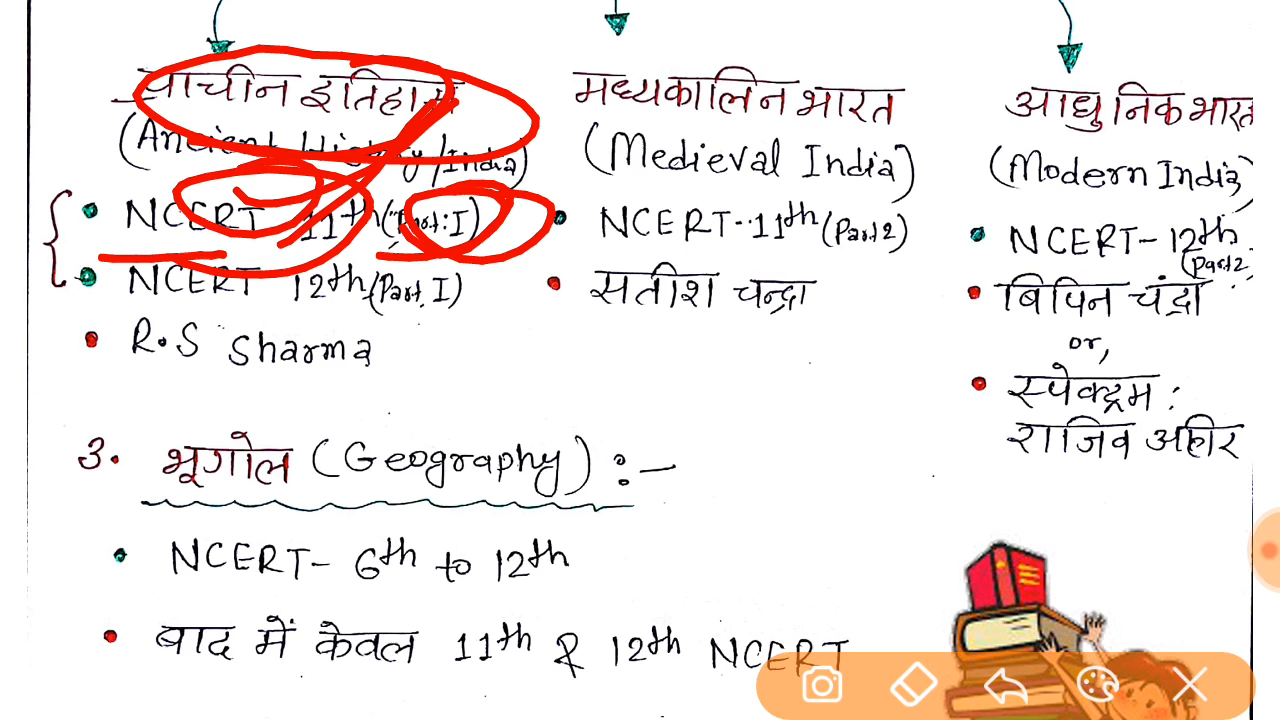 प्राचीन इतिहास
(Ancient History/India)
NCERT 11th (Part:I)
NCERT 12th (Part I)
R.S Sharma
मध्यकालिन भारत
(Medieval India)
NCERT-11th (Part 2)
सतीश चन्द्रा
आधुनिक भारत
(Modern India)
NCERT-12th
(Part 2)
बिपिन चंद्रा
or,
स्पेक्ट्रम :
राजिव अहीर
3. भूगोल (Geography) :-
NCERT- 6th to 12th
बाद में केवल 11th & 12th NCERT